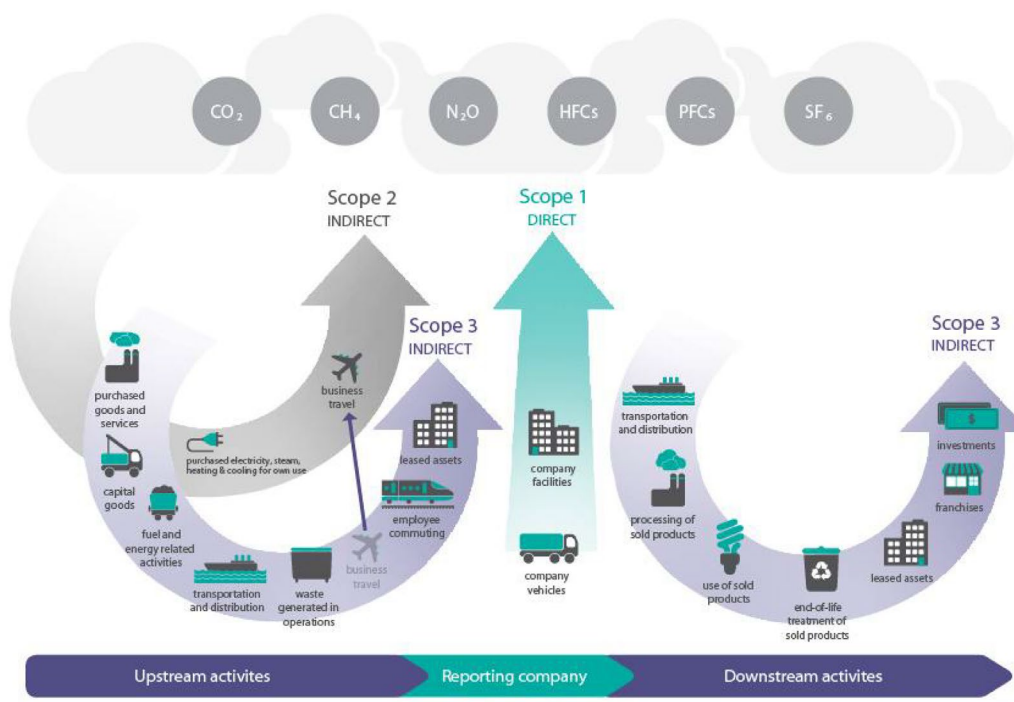 CO₂
CH₄
N₂O
HFCs
PFCs
SF₆
Scope 2
INDIRECT
Scope 1
DIRECT
Scope 3
INDIRECT
Scope 3
INDIRECT
purchased
goods and
services
capital
goods
fuel and
energy related
activities
purchased electricity, steam,
heating & cooling for own use
business
travel
transportation
and distribution
waste
generated in
operations
business
travel
employee
commuting
leased assets
company
facilities
company
vehicles
transportation
and distribution
processing of
sold products
use of sold
products
end-of-life
treatment of
sold products
leased assets
franchises
$
investments
Upstream activites
Reporting company
Downstream activites